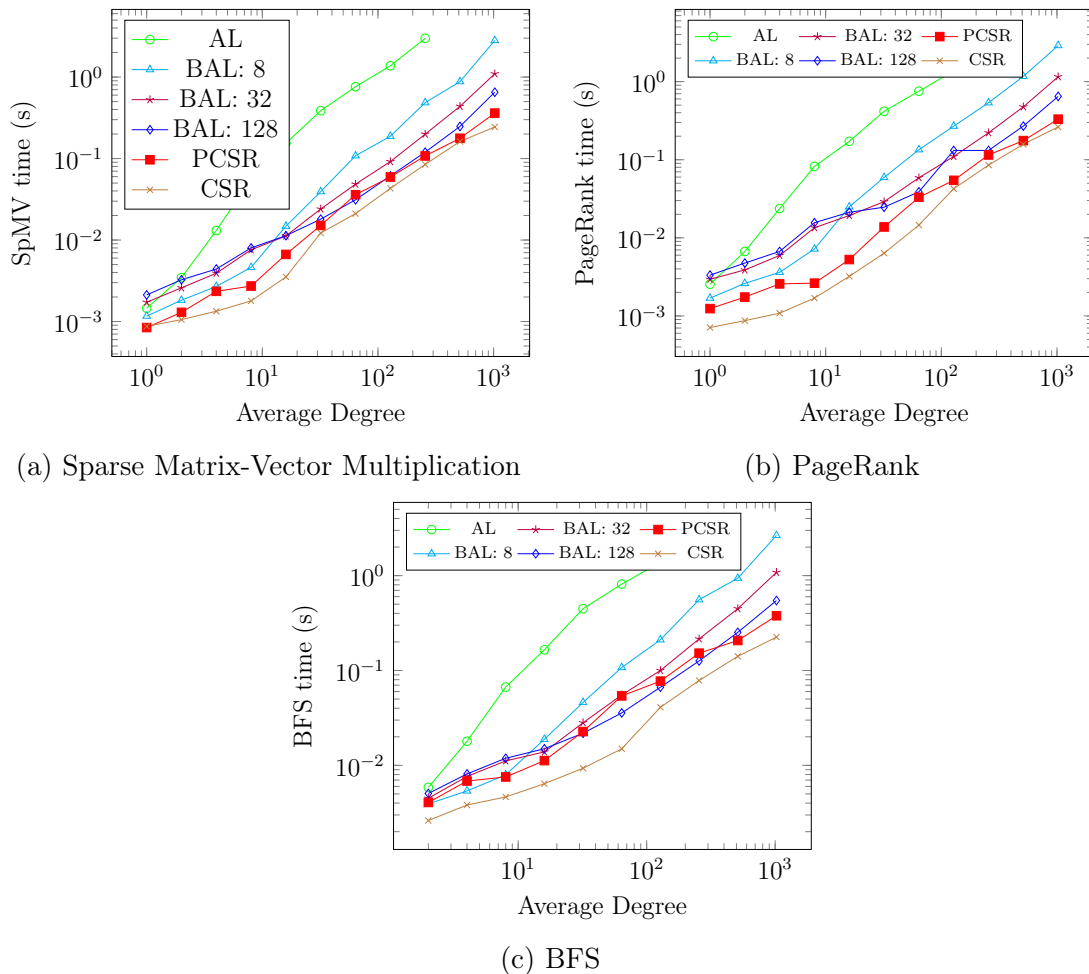 AL
BAL: 8
BAL: 32
BAL: 128
PCSR
CSR
SpMV time (s)
10^0
10^−1
10^−2
10^−3
10^0 10^1 10^2 10^3
Average Degree
(a) Sparse Matrix-Vector Multiplication
AL BAL: 32 PCSR
BAL: 8 BAL: 128 CSR
PageRank time (s)
10^0
10^−1
10^−2
10^−3
10^0 10^1 10^2 10^3
Average Degree
(b) PageRank
AL BAL: 32 PCSR
BAL: 8 BAL: 128 CSR
BFS time (s)
10^0
10^−1
10^−2
10^1 10^2 10^3
Average Degree
(c) BFS